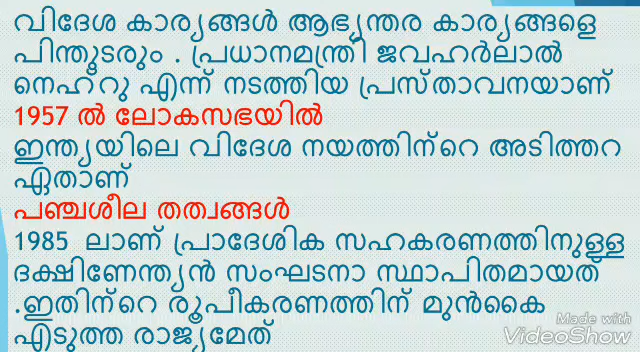 വിദേശ കാര്യങ്ങൾ ആഭ്യന്തര കാര്യങ്ങളെ
പിന്തുടരും . പ്രധാനമന്ത്രി ജവഹർലാൽ
നെഹ്റു എന്ന് നടത്തിയ പ്രസ്താവനയാണ്
1957 ൽ ലോകസഭയിൽ
ഇന്ത്യയിലെ വിദേശ നയത്തിന്റെ അടിത്തറ
ഏതാണ്
പഞ്ചശീല തത്വങ്ങൾ
1985 ലാണ് പ്രാദേശിക സഹകരണത്തിനുള്ള
ദക്ഷിണേന്ത്യൻ സംഘടനാ സ്ഥാപിതമായത്
.ഇതിന്റെ രൂപീകരണത്തിന് മുൻകൈ
എടുത്ത രാജ്യമേത്
Made with
VideoShow